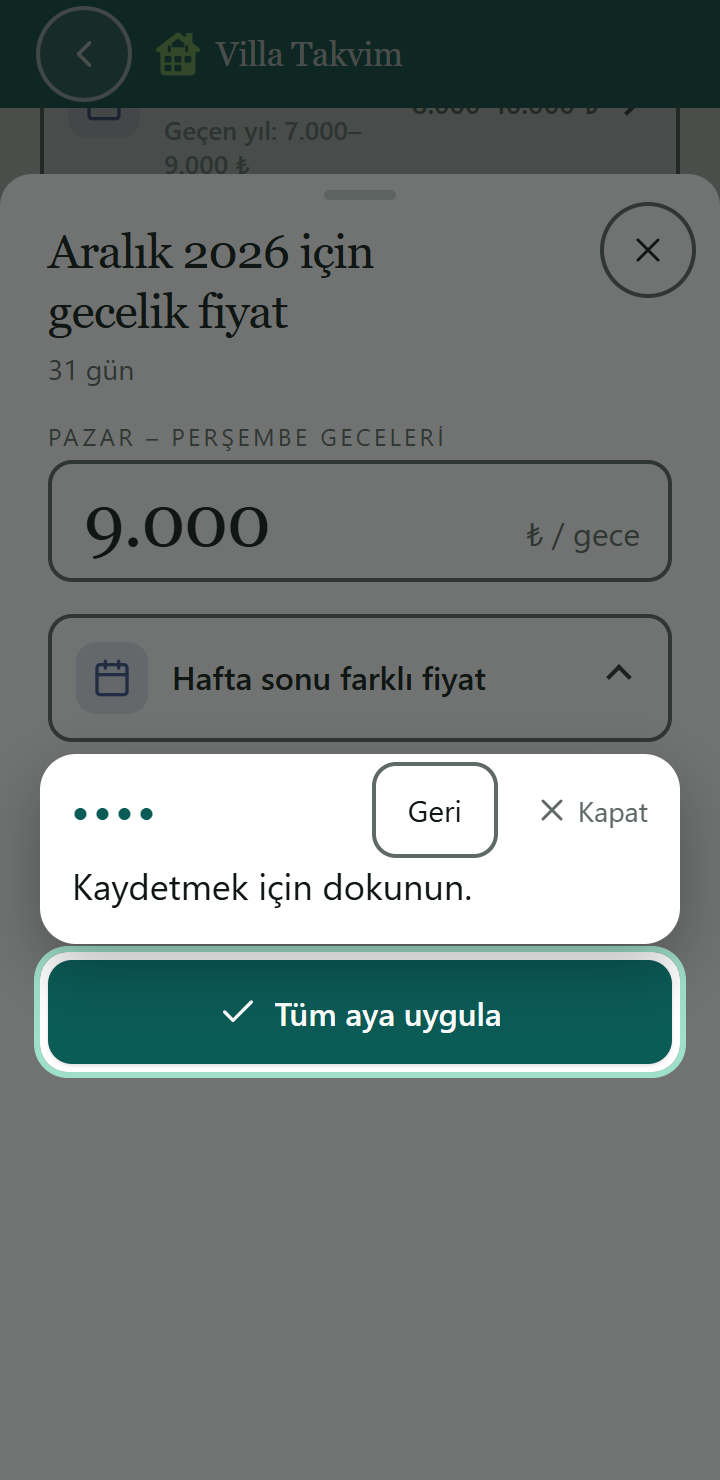 Villa Takvim
Geçen yıl: 7.000–
9.000 ₺
Aralık 2026 için
gecelik fiyat
31 gün
PAZAR – PERŞEMBE GECELERİ
9.000
₺ / gece
Hafta sonu farklı fiyat
Geri
Kapat
Kaydetmek için dokunun.
Tüm aya uygula